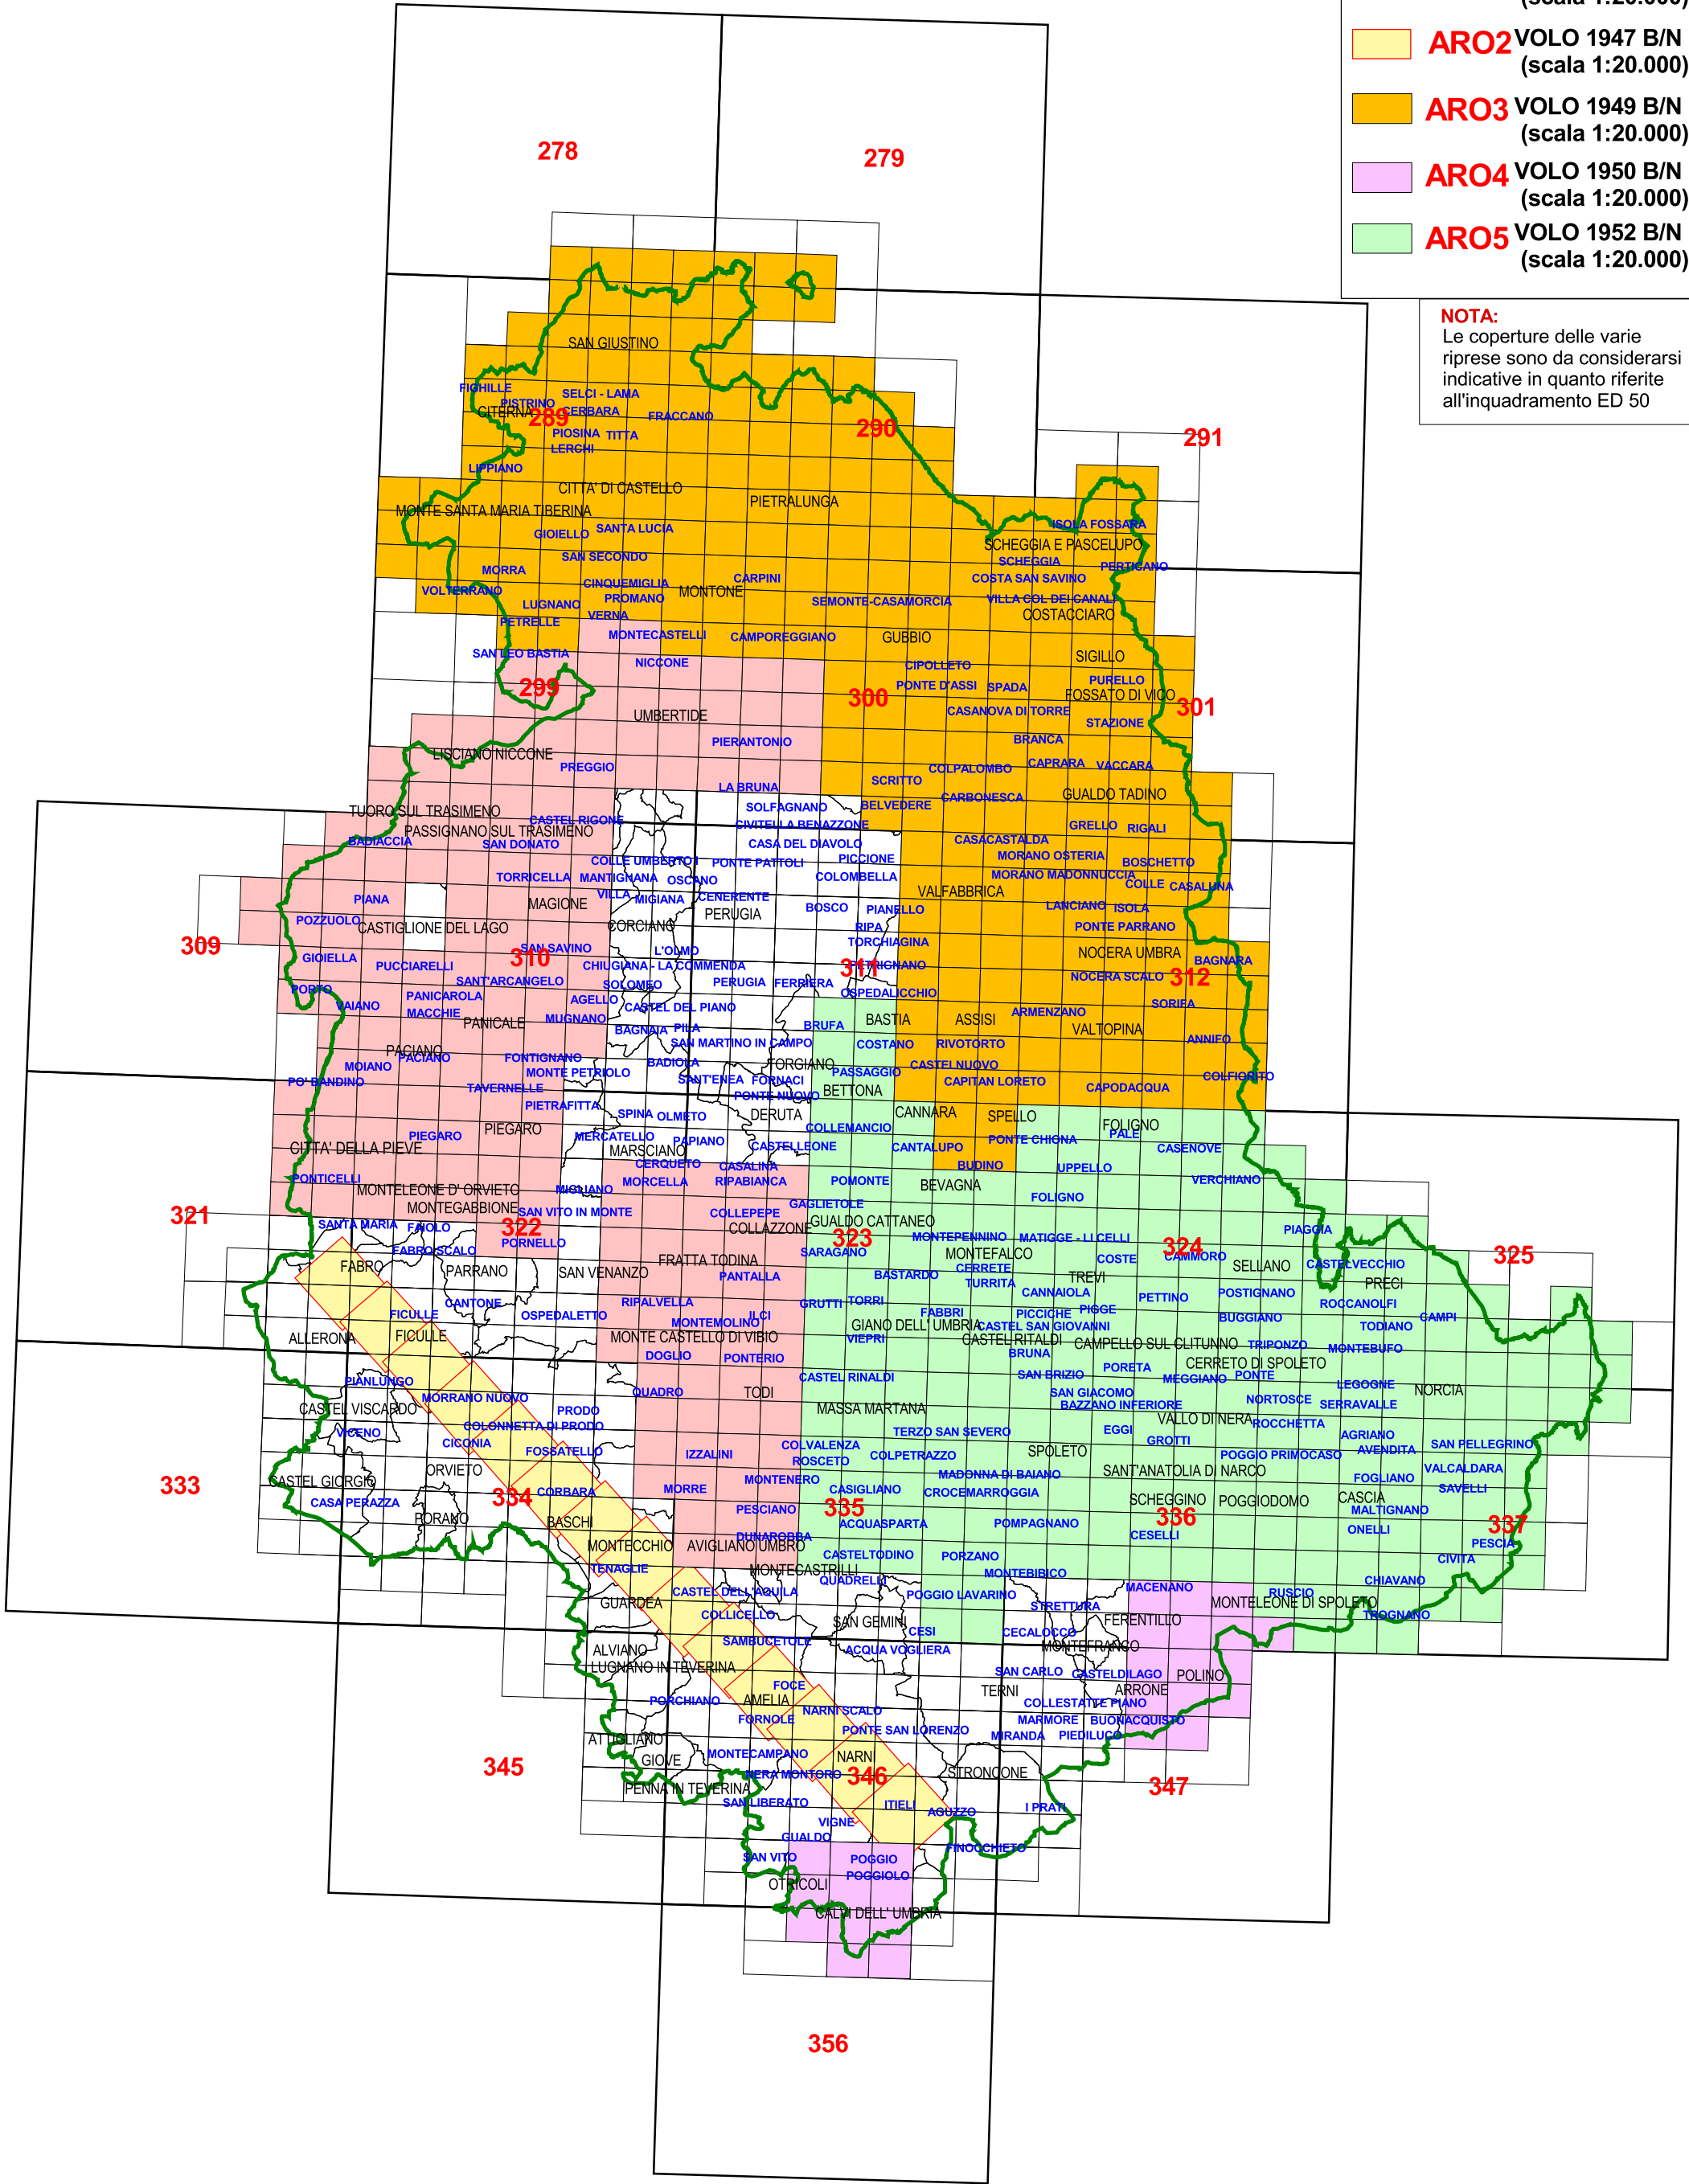 (scala 1:20.000)
ARO2 VOLO 1947 B/N
(scala 1:20.000)
ARO3 VOLO 1949 B/N
(scala 1:20.000)
ARO4 VOLO 1950 B/N
(scala 1:20.000)
ARO5 VOLO 1952 B/N
(scala 1:20.000)
NOTA:
Le coperture delle varie
riprese sono da considerarsi
indicative in quanto riferite
all'inquadramento ED 50
278
279
SAN GIUSTINO
FIGHILLE
SELCI - LAMA
PISTRINO
CITERNA
289
CERBARA
FRACCANO
290
291
PIOSINA
TITTA
LERCHI
LIPPIANO
CITTA' DI CASTELLO
PIETRALUNGA
MONTE SANTA MARIA TIBERINA
GIOIELLO
SANTA LUCIA
ISOLA FOSSARA
SCHEGGIA E PASCELUPO
SAN SECONDO
SCHEGGIA
PERTICANO
MORRA
CINQUEMIGLIA
CARPINI
COSTA SAN SAVINO
VOLTERRANO
LUGNANO
PROMANO
MONTONE
SEMONTE-CASAMORCIA
VILLA COL DEI CANALI
COSTACCIARO
PETRELLE
VERNA
MONTECASTELLI
CAMPOREGGIANO
GUBBIO
SAN LEO BASTIA
NICCONE
CIPOLLETO
SIGILLO
299
300
PONTE D'ASSI
SPADA
PURELLO
FOSSATO DI VICO
301
UMBERTIDE
CASANOVA DI TORRE
STAZIONE
PIERANTONIO
BRANCA
LISCIANO NICCONE
PREGGIO
COLPALOMBO
CAPRARA
VACCARA
LA BRUNA
SCRITTO
CARBONESCA
GUALDO TADINO
TUORO SUL TRASIMENO
CASTEL RIGONE
SOLFAGNANO
BELVEDERE
PASSIGNANO SUL TRASIMENO
CIVITELLA BENAZZONE
GRELLO
RIGALI
BADIACCIA
SAN DONATO
CASA DEL DIAVOLO
CASACASTALDA
COLLE UMBERTO I
PONTE PATTOLI
PICCIONE
MORANO OSTERIA
BOSCHETTO
TORRICELLA
MANTIGNANA
OSCANO
COLOMBELLA
MORANO MADONNUCCIA
COLLE
CASALUNA
PIANA
MAGIONE
VILLA
MIGIANA
CENERENTE
VALFABBRICA
POZZUOLO
CASTIGLIONE DEL LAGO
CORCIANO
PERUGIA
BOSCO
PIANELLO
LANCIANO
ISOLA
309
310
SAN SAVINO
L'OLMO
RIPA
TORCHIAGINA
PONTE PARRANO
GIOIELLA
PUCCIARELLI
CHIUGIANA - LA COMMENDA
311
PETRIGNANO
NOCERA UMBRA
BAGNARA
PORTO
SANT'ARCANGELO
SOLOMEO
PERUGIA
FERRIERA
OSPEDALICCHIO
NOCERA SCALO
312
VAIANO
PANICAROLA
AGELLO
CASTEL DEL PIANO
SORIFA
MACCHIE
PANICALE
MUGNANO
BAGNAIA
PILA
BRUFA
BASTIA
ASSISI
ARMENZANO
VALTOPINA
PACIANO
PACIANO
FONTIGNANO
SAN MARTINO IN CAMPO
COSTANO
RIVOTORTO
ANNIFO
MOIANO
MONTE PETRIOLO
BADIOLA
TORGIANO
PASSAGGIO
CASTELNUOVO
COLFIORITO
PO' BANDINO
TAVERNELLE
SANT'ENEA
FORNACI
BETTONA
CAPITAN LORETO
CAPODACQUA
PIETRAFITTA
SPINA
OLMETO
PONTE NUOVO
DERUTA
CANNARA
SPELLO
FOLIGNO
PIEGARO
PIEGARO
MERCATELLO
PAPIANO
COLLEMANCIO
CANTALUPO
PONTE CHIONA
PALE
CASENOVE
CITTA' DELLA PIEVE
MARSCIANO
CASTELLEONE
BUDINO
UPPELLO
PONTICELLI
CERQUETO
CASALINA
VERCHIANO
MONTELEONE D' ORVIETO
MIGLIANO
MORCELLA
RIPABIANCA
POMONTE
BEVAGNA
FOLIGNO
MONTEGABBIONE
SAN VITO IN MONTE
COLLEPEPE
GAGLIETOLE
321
SANTA MARIA
FAIOLO
322
COLLAZZONE
GUALDO CATTANEO
323
PIAGGIA
FABRO SCALO
PORNELLO
FRATTA TODINA
SARAGANO
MONTEPENNINO
MATIGGE - LI CELLI
324
325
FABRO
PARRANO
SAN VENANZO
PANTALLA
BASTARDO
MONTEFALCO
CERRETE
COSTE
CAMMORO
SELLANO
CASTELVECCHIO
TURRITA
TREVI
PRECI
CANTONE
OSPEDALETTO
RIPALVELLA
ILCI
GRUTTI
TORRI
CANNAIOLA
PETTINO
POSTIGNANO
ROCCANOLFI
FICULLE
MONTEMOLINO
FABBRI
PICCICHE
PIGGE
BUGGIANO
CAMPI
ALLERONA
FICULLE
MONTE CASTELLO DI VIBIO
GIANO DELL' UMBRIA
CASTEL SAN GIOVANNI
TODIANO
VIEPRI
CASTEL RITALDI
CAMPELLO SUL CLITUNNO
TRIPONZO
MONTEBUFO
DOGLIO
PONTERIO
BRUNA
CERRETO DI SPOLETO
PIANLUNGO
QUADRO
TODI
CASTEL RINALDI
SAN BRIZIO
PORETA
MEGGIANO
PONTE
LEGOGNE
NORCIA
MORRANO NUOVO
CASTEL VISCARDO
PRODO
MASSA MARTANA
SAN GIACOMO
BAZZANO INFERIORE
NORTOSCE
SERRAVALLE
VICENO
COLONNETTA DI PRODO
VALLO DI NERA
ROCCHETTA
CICONIA
FOSSATELLO
IZZALINI
COLVALENZA
TERZO SAN SEVERO
EGGI
GROTTI
AGRIANO
ROSCETO
COLPETRAZZO
SPOLETO
POGGIO PRIMOCASO
AVENDITA
SAN PELLEGRINO
CASTEL GIORGIO
ORVIETO
MONTENERO
MADONNA DI BAIANO
SANT'ANATOLIA DI NARCO
FOGLIANO
VALCALDARA
333
334
CORBARA
MORRE
CASIGLIANO
CROCEMARROGGIA
SAVELLI
CASA PERAZZA
PORANO
BASCHI
PESCIANO
335
SCHEGGINO
POGGIODOMO
CASCIA
MALTIGNANO
ACQUASPARTA
POMPAGNANO
336
337
MONTECCHIO
AVIGLIANO UMBRO
DUNAROBBA
CESELLI
ONELLI
PESCIA
TENAGLIE
MONTECASTRILLI
CASTELTODINO
PORZANO
CIVITA
CASTEL DELL'AQUILA
QUADRELLI
MONTEBIBICO
CHIAVANO
GUARDEA
POGGIO LAVARINO
MACENANO
RUSCIO
COLLICELLO
SAN GEMINI
STRETTURA
MONTELEONE DI SPOLETO
FERENTILLO
TROGNANO
ALVIANO
SAMBUCETOLE
CESI
CECALOCCO
ACQUA VOGLIERA
MONTEFRANCO
LUGNANO IN TEVERINA
SAN CARLO
CASTELDILAGO
POLINO
FOCE
TERNI
ARRONE
PORCHIANO
AMELIA
NARNI SCALO
COLLESTATTE PIANO
FORNOLE
PONTE SAN LORENZO
MARMORE
BUONACQUISTO
ATTIGLIANO
MIRANDA
PIEDILUCO
345
GIOVE
MONTECAMPANO
NARNI
346
STRONCONE
347
PENNA IN TEVERINA
NERA MONTORO
SAN LIBERATO
ITIELI
AGUZZO
I PRATI
VIGNE
GUALDO
FINOCCHIETO
SAN VITO
POGGIO
POGGIOLO
OTRICOLI
CALVI DELL' UMBRIA
356